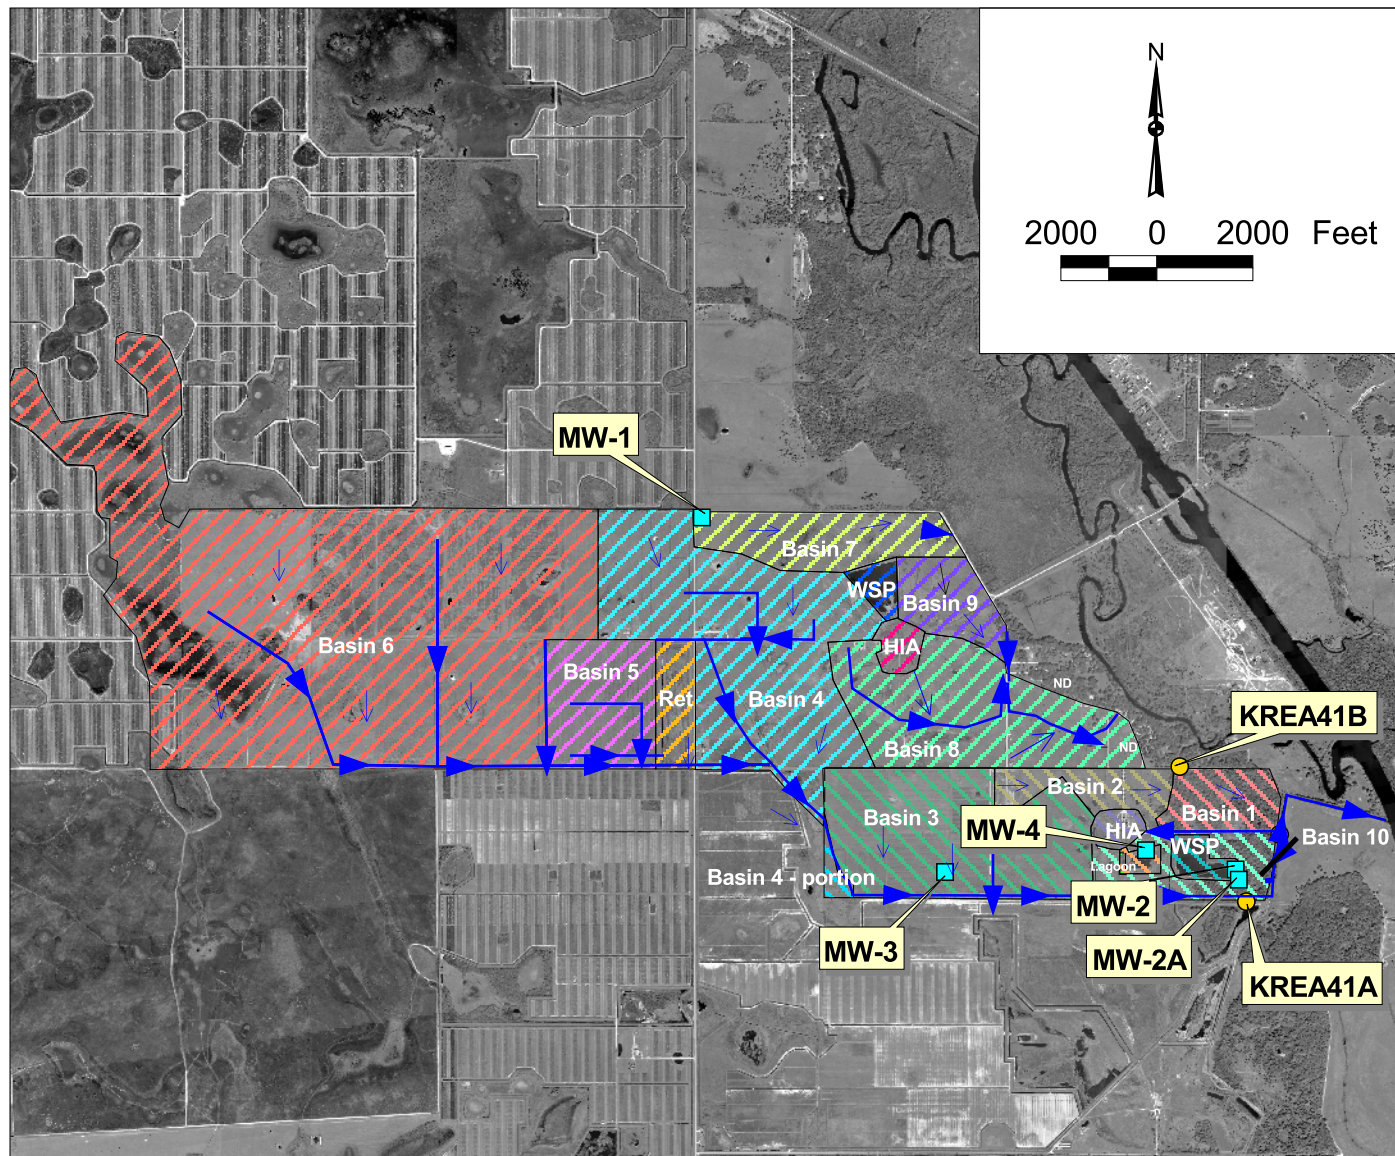 N
2000 0 2000 Feet
MW-1
Basin 7
WSP
Basin 9
HIA
Basin 6
Basin 5
Ret
Basin 4
ND
KREA41B
Basin 8
ND
Basin 2
Basin 3
Basin 1
MW-4
HIA
Basin 10
WSP
Lagoon
Basin 4 - portion
MW-2
MW-3
MW-2A
KREA41A